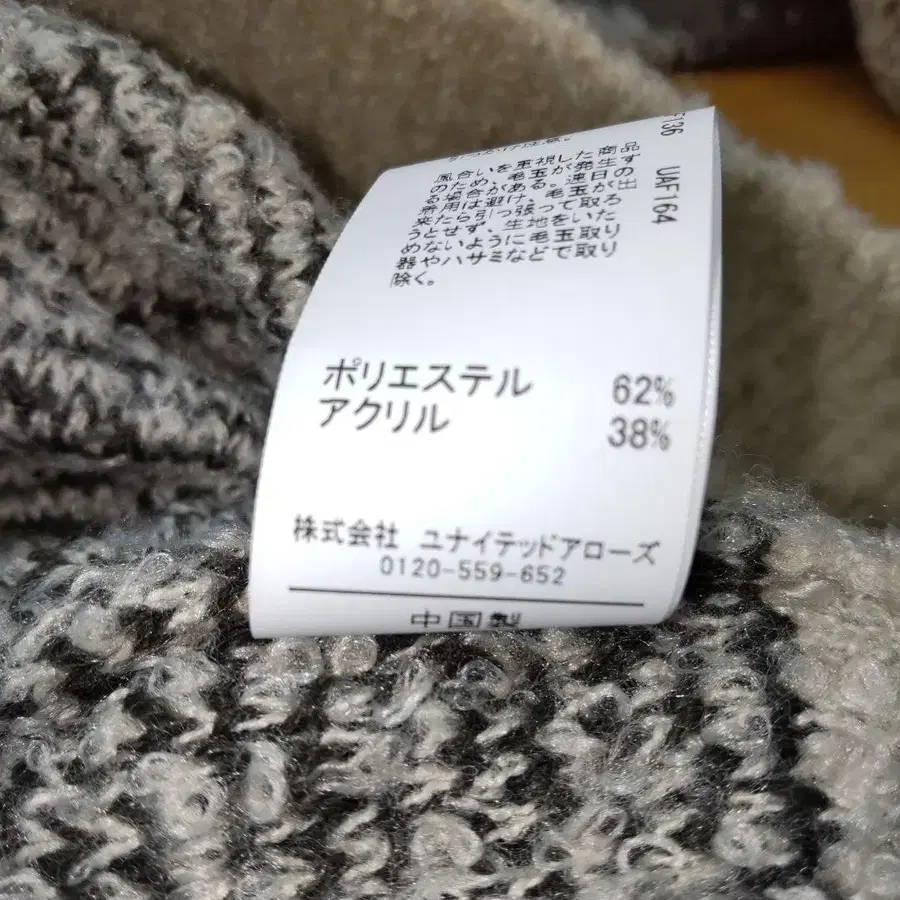 風合いを重視した商品
のため、毛玉が発生す
る場合がある。連日の
着用は避け、毛玉が出
来たら引っ張って取ろ
うとせず、生地をいた
めないように毛玉取り
器やハサミなどで取り
除く。
ポリエステル 62%
アクリル 38%
株式会社 ユナイテッドアローズ
0120-559-652
中国製
UAF164